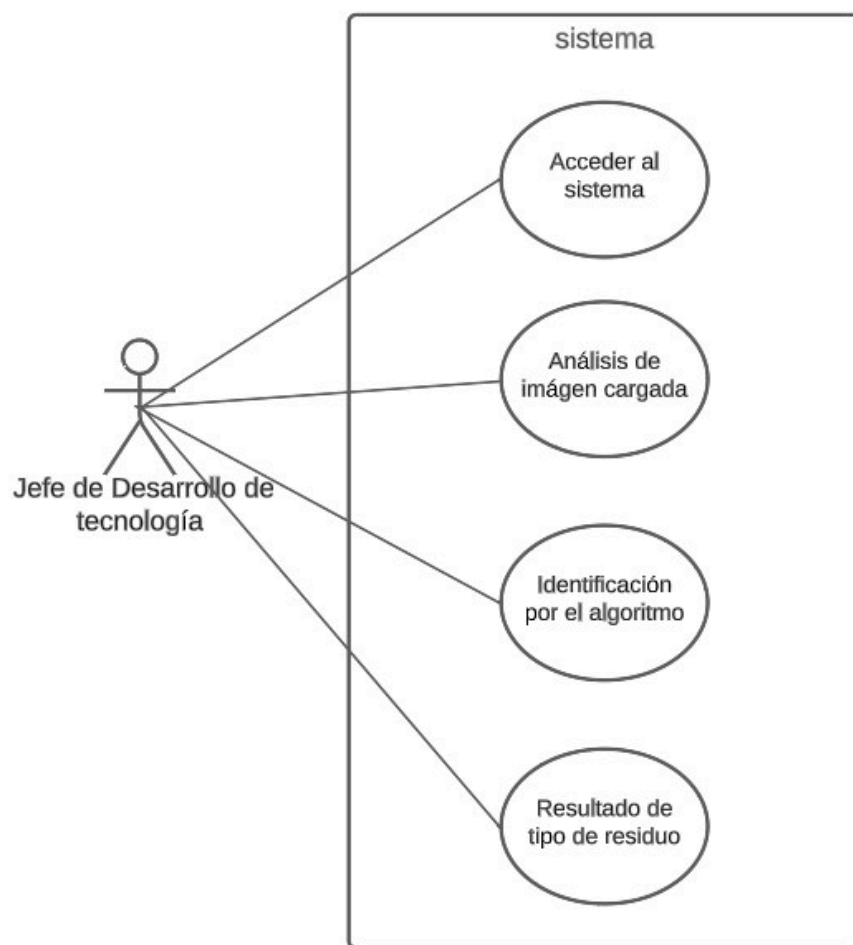 sistema
Acceder al
sistema
Análisis de
imágen cargada
Jefe de Desarrollo de
tecnología
Identificación
por el algoritmo
Resultado de
tipo de residuo